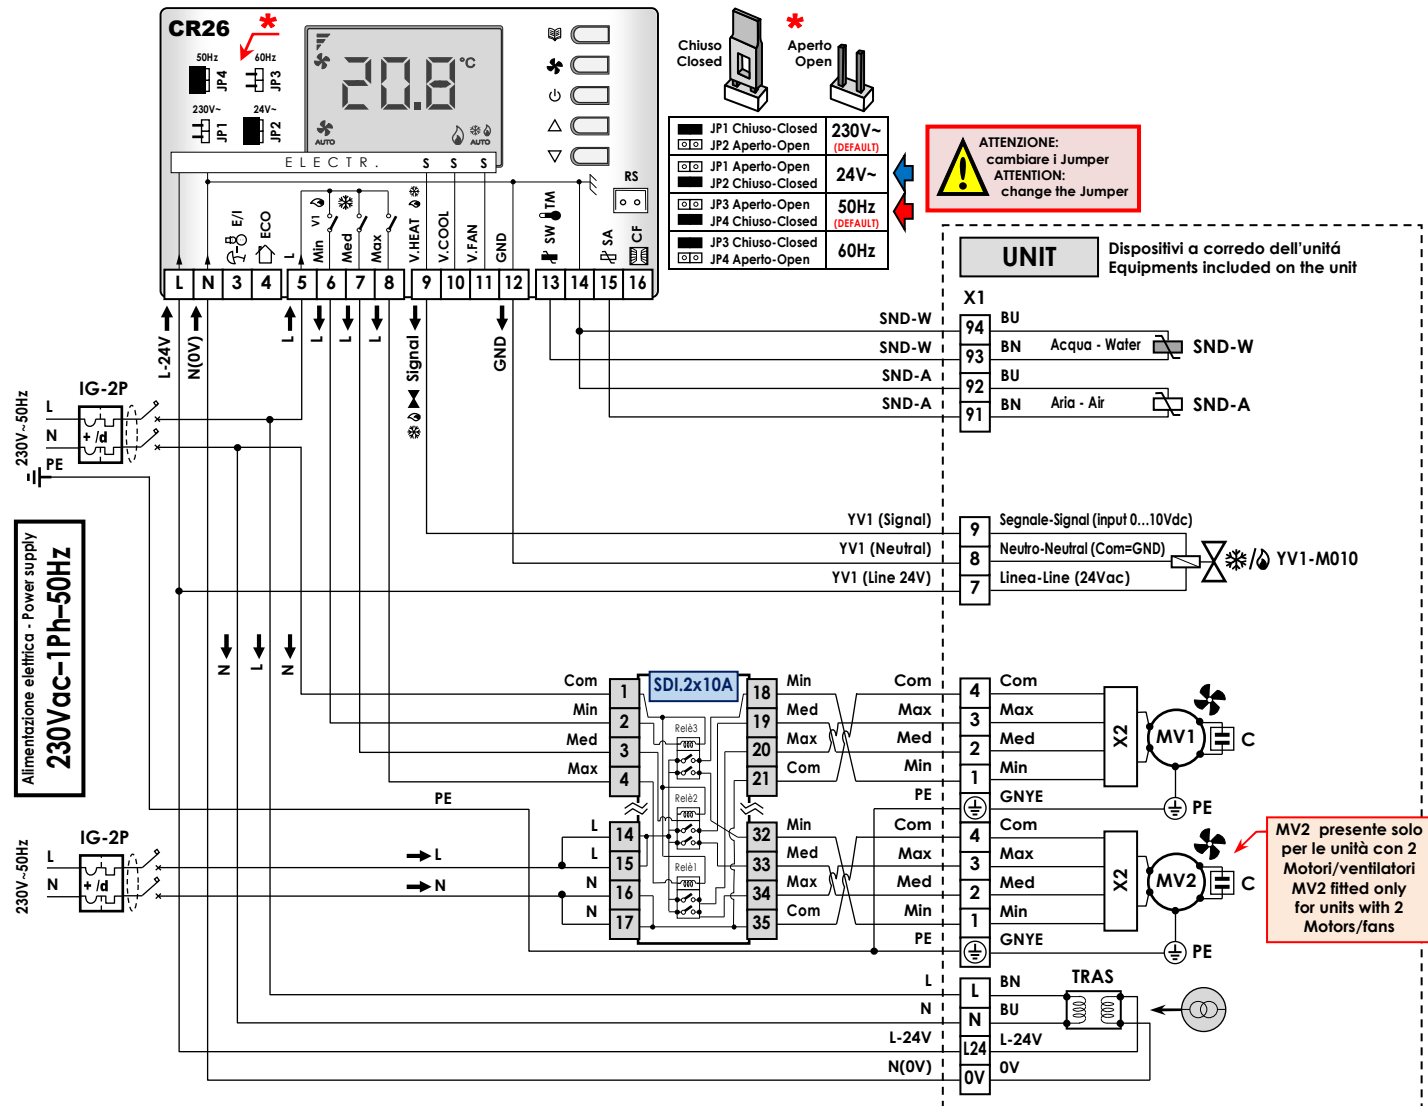 CR26
*
50Hz
JP4
60Hz
JP3
230V~
JP1
24V~
JP2
20.8 °C
AUTO
AUTO
ELECTR.
S S S
RS
Chiuso
Closed
*
Aperto
Open
JP1 Chiuso-Closed
JP2 Aperto-Open
230V~
(DEFAULT)
JP1 Aperto-Open
JP2 Chiuso-Closed
24V~
JP3 Aperto-Open
JP4 Chiuso-Closed
50Hz
(DEFAULT)
JP3 Chiuso-Closed
JP4 Aperto-Open
60Hz
ATTENZIONE:
cambiare i Jumper
ATTENTION:
change the Jumper
E/I
ECO
L
Min
V1
Med
Max
V.HEAT
V.COOL
V.FAN
GND
SW
TM
SA
CF
L N 3 4 5 6 7 8 9 10 11 12 13 14 15 16
L-24V
N(0V)
L
L
L
L
Signal
GND
UNIT
Dispositivi a corredo dell'unitá
Equipments included on the unit
X1
SND-W 94 BU
SND-W 93 BN
Acqua - Water
SND-W
SND-A 92 BU
SND-A 91 BN
Aria - Air
SND-A
IG-2P
230V~50Hz
L
N
PE
+ /d
YV1 (Signal) 9 Segnale-Signal (input 0...10Vdc)
YV1 (Neutral) 8 Neutro-Neutral (Com=GND)
YV1 (Line 24V) 7 Linea-Line (24Vac)
YV1-M010
Alimentazione elettrica - Power supply
230Vac–1Ph–50Hz
N
L
N
SDI.2x10A
Com 1
Min 2
Med 3
Max 4
Relè3
Relè2
Relè1
18 Min
19 Med
20 Max
21 Com
Com 4 Com
Max 3 Max
Med 2 Med
Min 1 Min
PE GNYE
X2
MV1
C
PE
PE
IG-2P
230V~50Hz
L
N
+ /d
L
N
L 14
L 15
N 16
N 17
32 Min
33 Med
34 Max
35 Com
Com 4 Com
Max 3 Max
Med 2 Med
Min 1 Min
PE GNYE
X2
MV2
C
PE
MV2 presente solo
per le unità con 2
Motori/ventilatori
MV2 fitted only
for units with 2
Motors/fans
TRAS
L L BN
N N BU
L-24V L24 L-24V
N(0V) 0V 0V